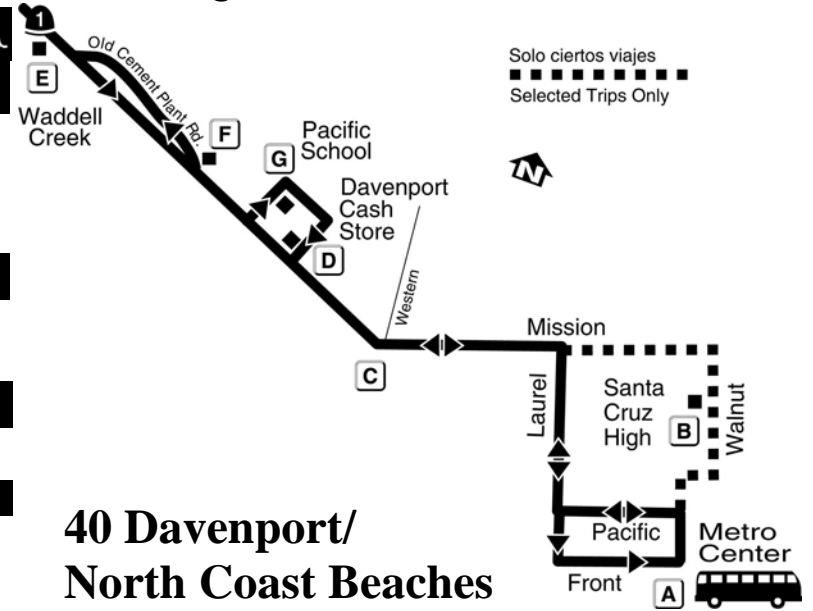 1
Old Cement Plant Rd.
E
Waddell
Creek
F
G
Pacific
School
Davenport
Cash
Store
D
Solo ciertos viajes
Selected Trips Only
N
Western
C
Mission
Laurel
Santa
Cruz
High
B
Walnut
Pacific
Front
A
Metro
Center
40 Davenport/
North Coast Beaches